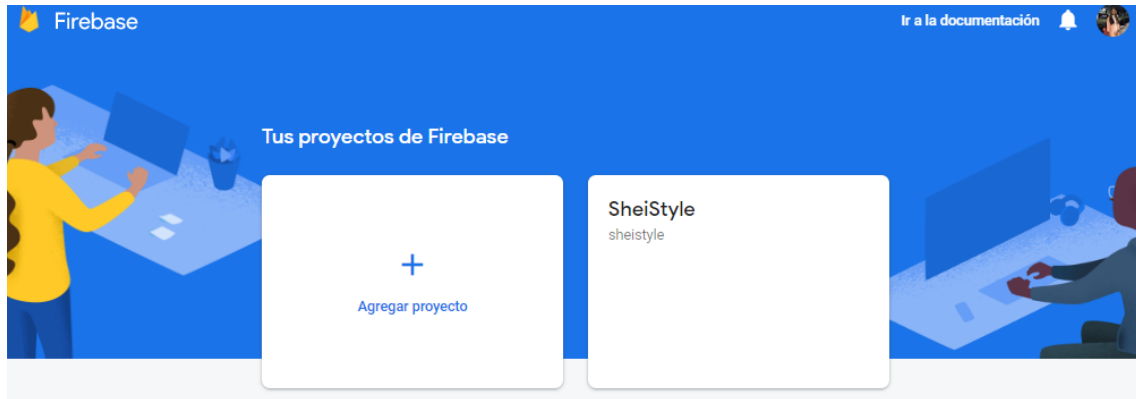 Firebase
Ir a la documentación
Tus proyectos de Firebase
SheiStyle
sheistyle
+
Agregar proyecto